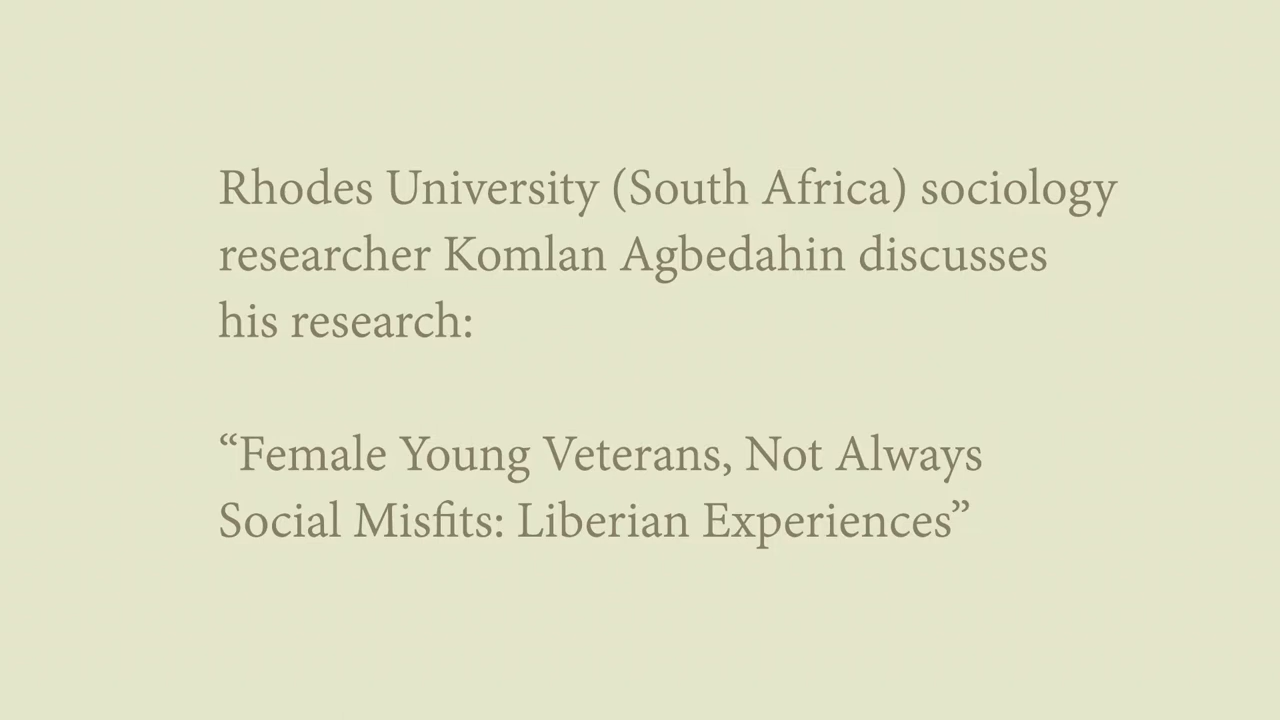 Rhodes University (South Africa) sociology
researcher Komlan Agbedahin discusses
his research:
“Female Young Veterans, Not Always
Social Misfits: Liberian Experiences”